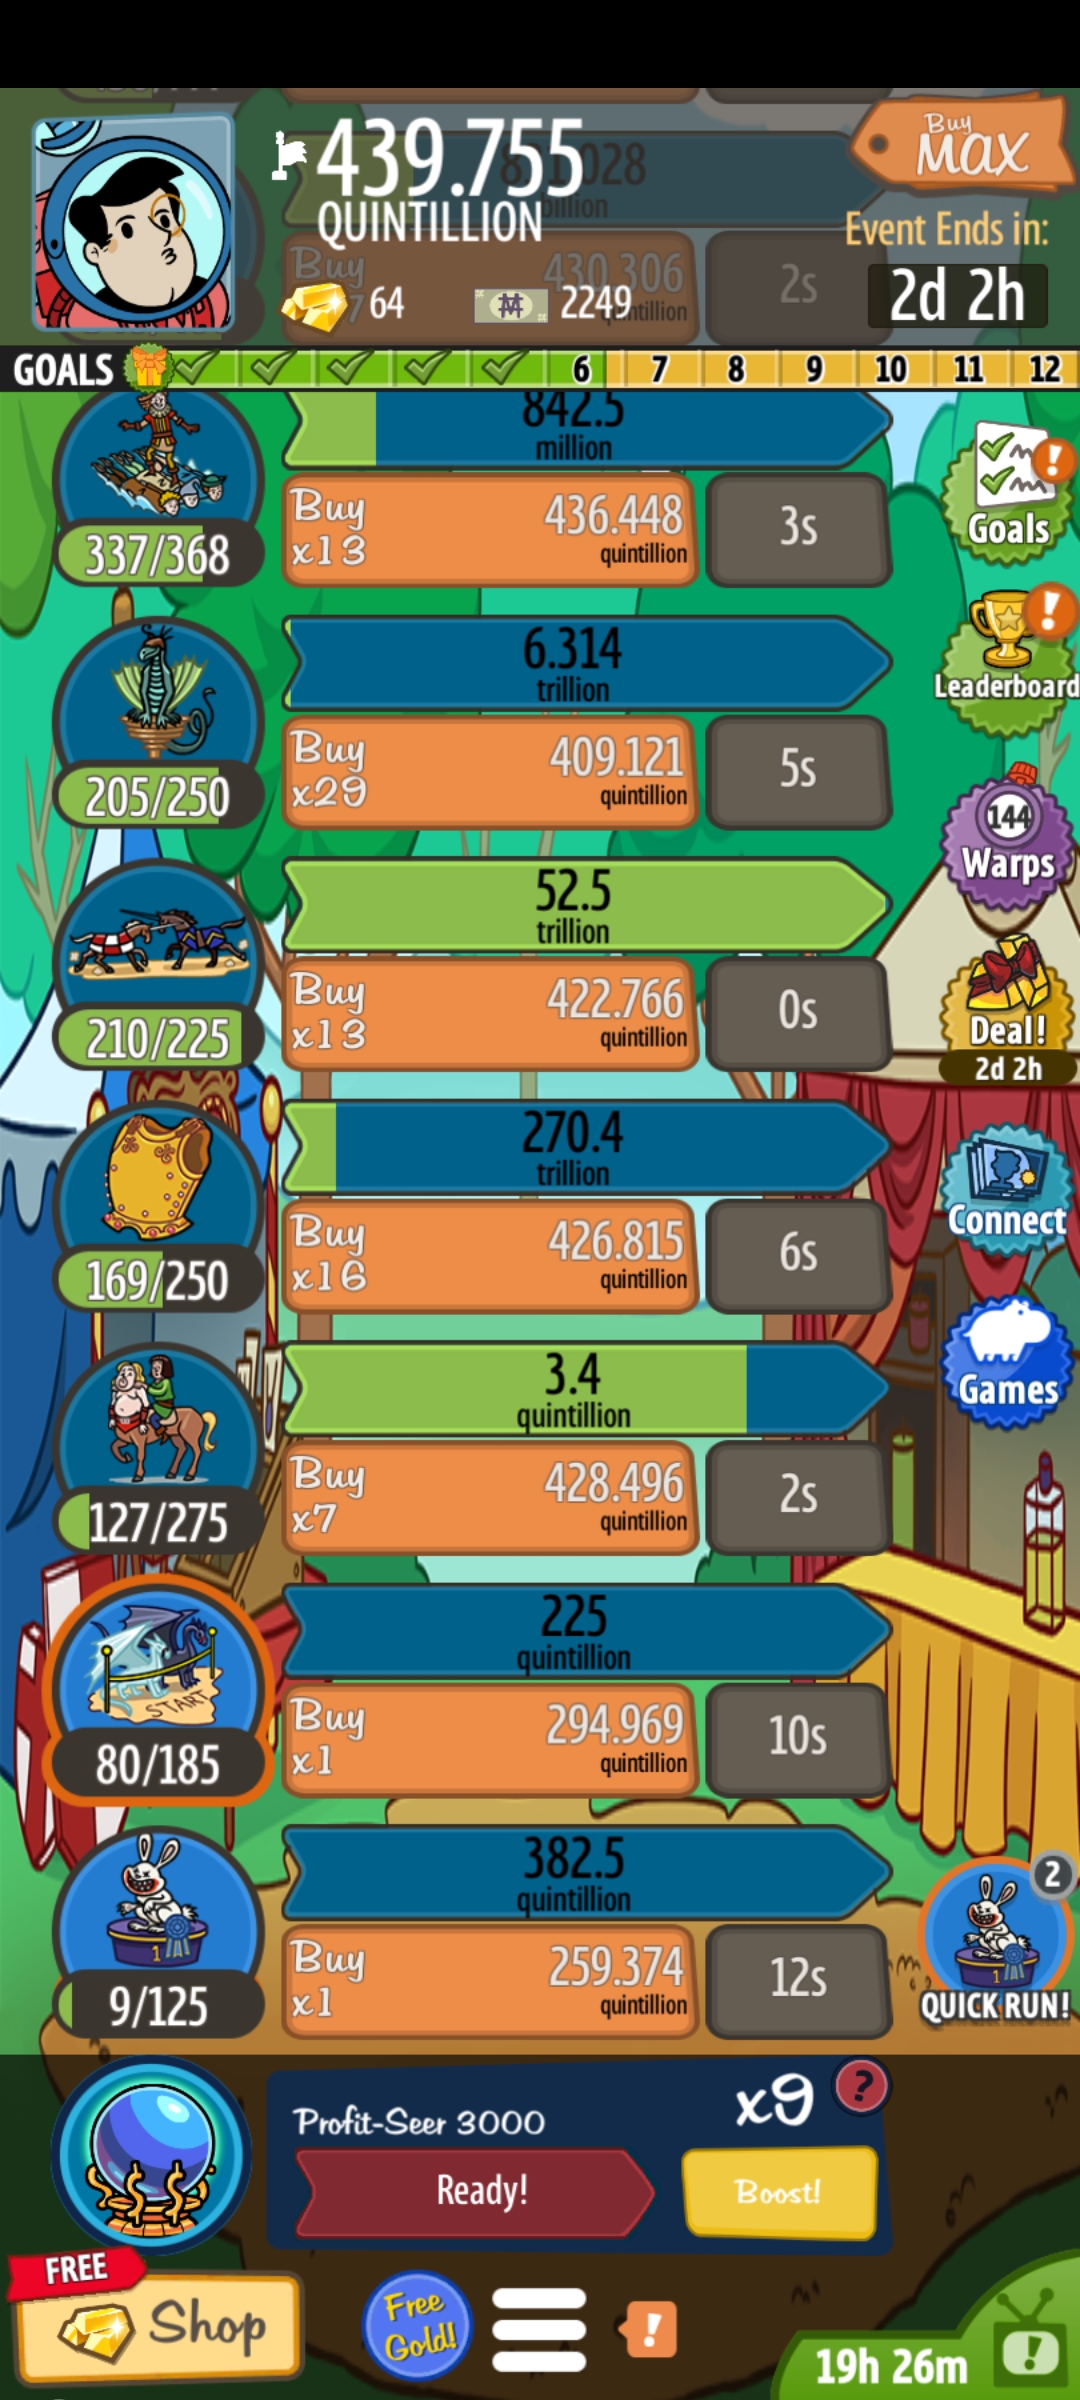 439.755
QUINTILLION
Buy
MAX
Event Ends in:
64
2249
2d 2h
430.306
2s
GOALS
6 7 8 9 10 11 12
842.5
million
337/368
Buy
x13
436.448
quintillion
3s
Goals
6.314
trillion
205/250
Buy
x29
409.121
quintillion
5s
Leaderboard
52.5
trillion
210/225
Buy
x13
422.766
quintillion
0s
144
Warps
Deal!
2d 2h
270.4
trillion
169/250
Buy
x16
426.815
quintillion
6s
Connect
3.4
quintillion
127/275
Buy
x7
428.496
quintillion
2s
Games
225
quintillion
START
80/185
Buy
x1
294.969
quintillion
10s
382.5
quintillion
1
9/125
Buy
x1
259.374
quintillion
12s
2
1
QUICK RUN!
Profit-Seer 3000
x9
?
Ready!
Boost!
FREE
Shop
Free
Gold!
!
19h 26m
!